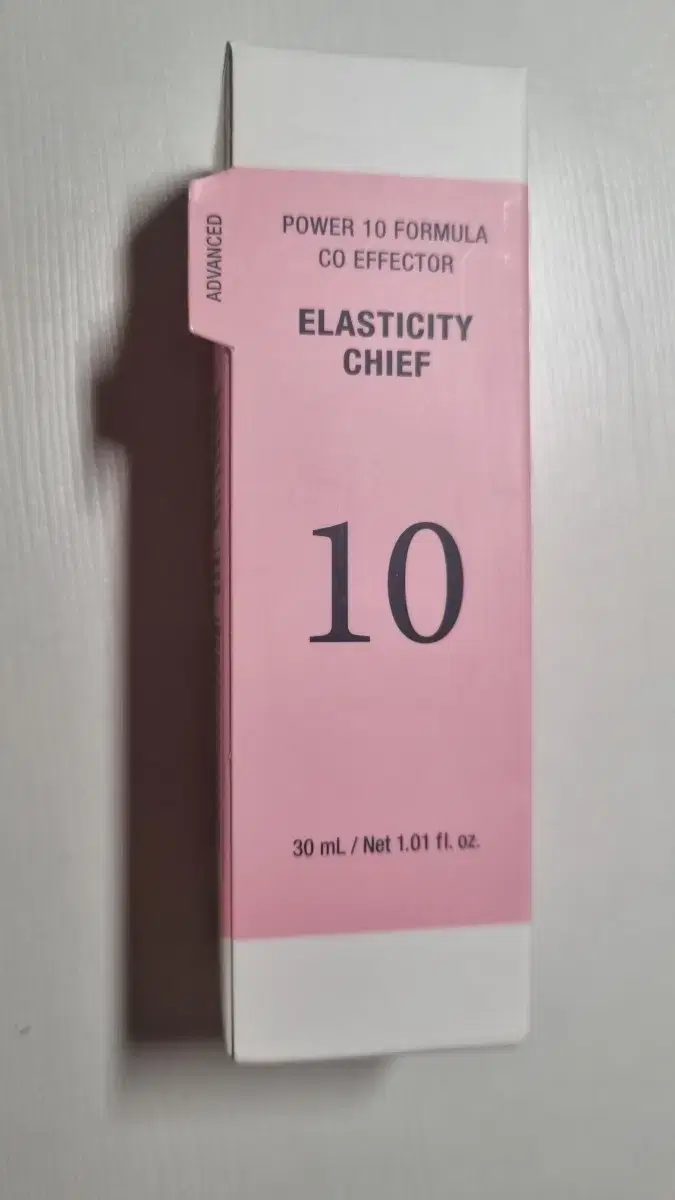 ADVANCED
POWER 10 FORMULA
CO EFFECTOR
ELASTICITY
CHIEF
10
30 mL / Net 1.01 fl. oz.